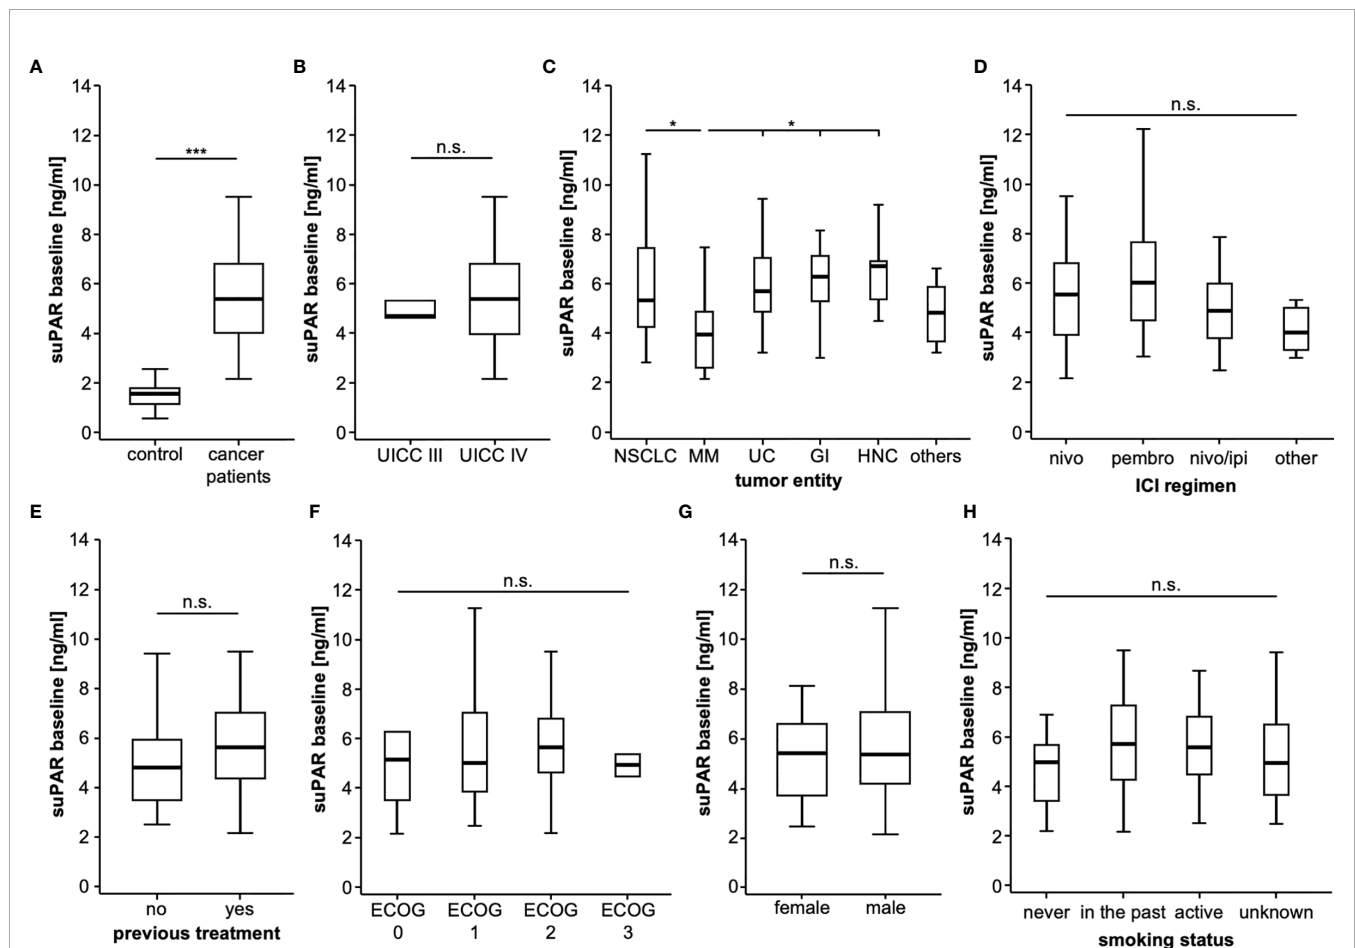 A
suPAR baseline [ng/ml]
14
12
10
8
6
4
2
0
***
control
cancer
patients
B
suPAR baseline [ng/ml]
14
12
10
8
6
4
2
0
n.s.
UICC III
UICC IV
C
suPAR baseline [ng/ml]
14
12
10
8
6
4
2
0
*
*
NSCLC
MM
UC
GI
HNC
others
tumor entity
D
suPAR baseline [ng/ml]
14
12
10
8
6
4
2
0
n.s.
nivo
pembro
nivo/ipi
other
ICI regimen
E
suPAR baseline [ng/ml]
14
12
10
8
6
4
2
0
n.s.
no
yes
previous treatment
F
suPAR baseline [ng/ml]
14
12
10
8
6
4
2
0
n.s.
ECOG
0
ECOG
1
ECOG
2
ECOG
3
G
suPAR baseline [ng/ml]
14
12
10
8
6
4
2
0
n.s.
female
male
H
suPAR baseline [ng/ml]
14
12
10
8
6
4
2
0
n.s.
never
in the past
active
unknown
smoking status